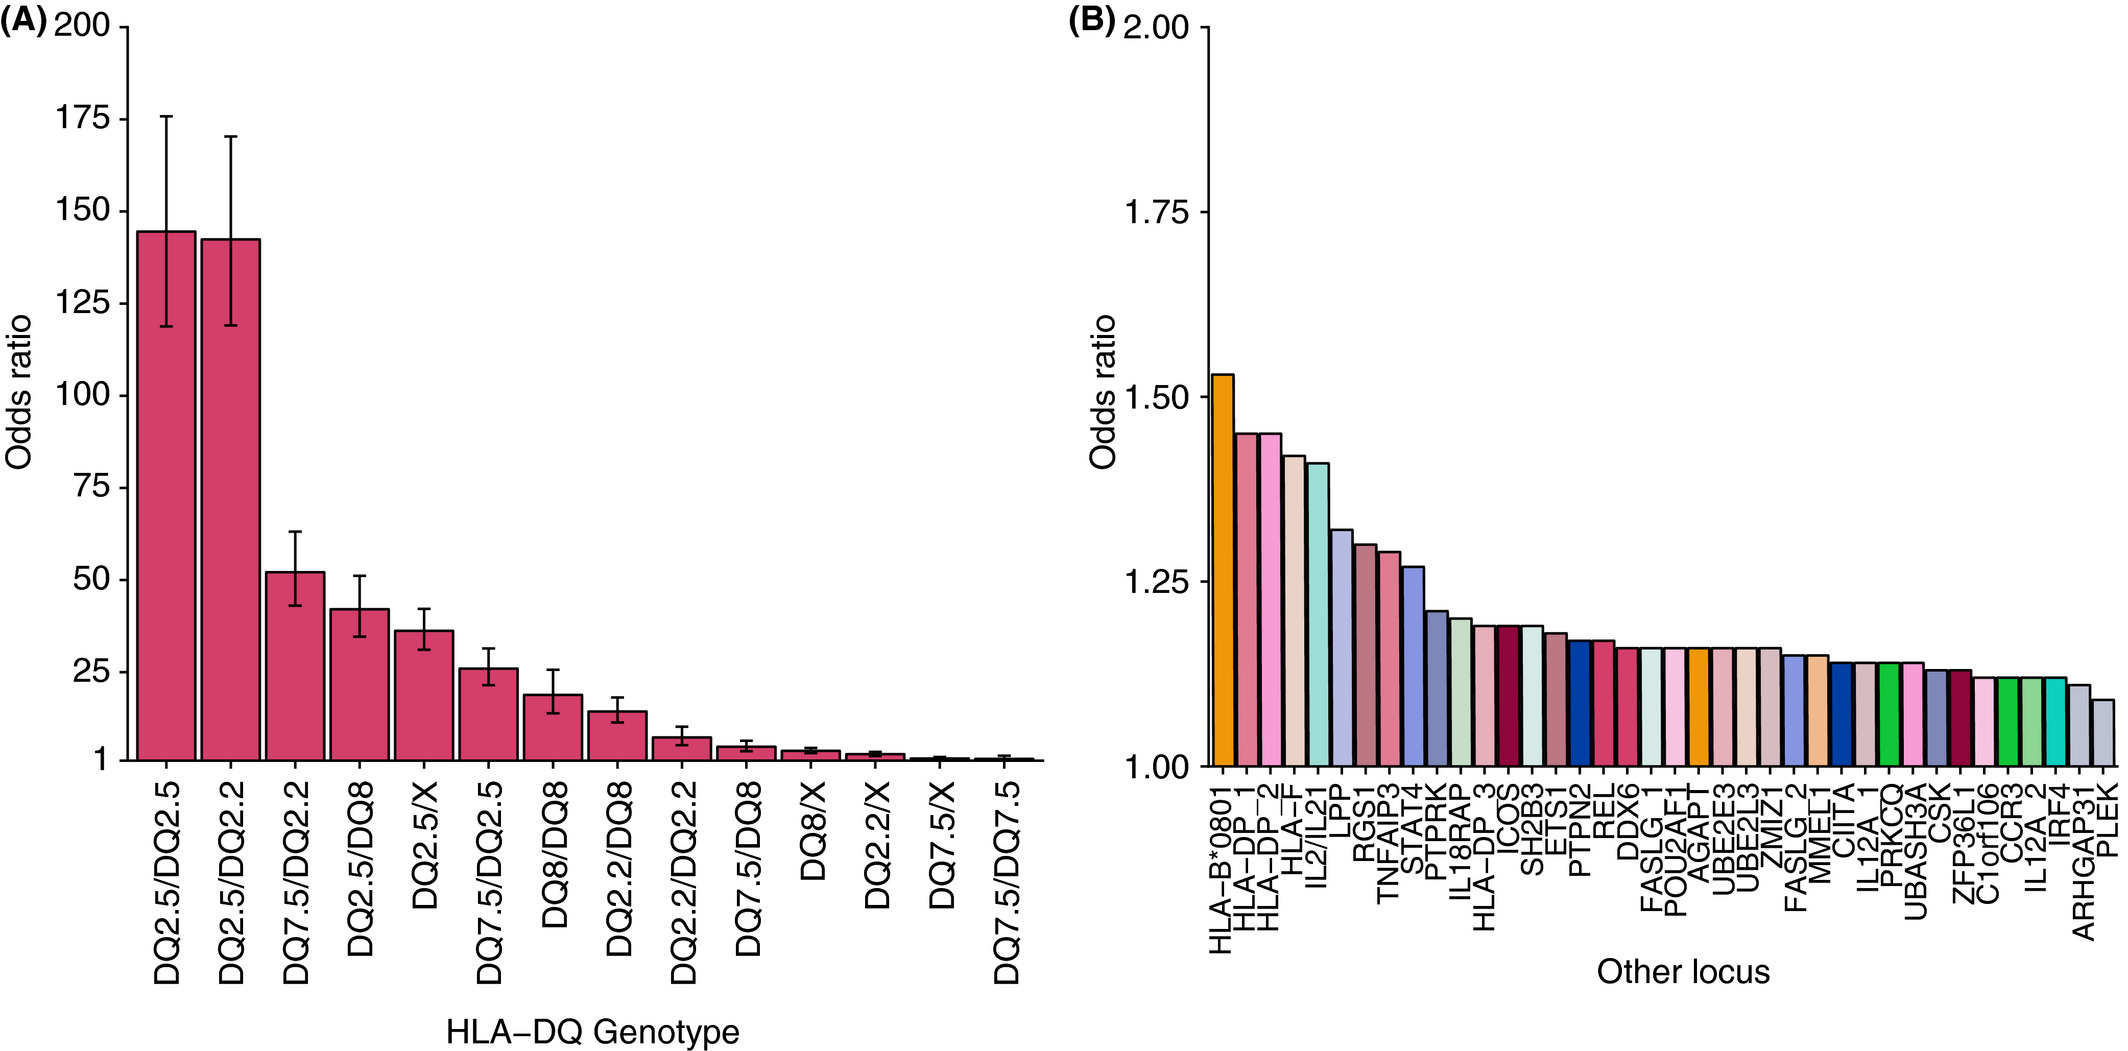 (A)
200
175
150
125
100
75
50
25
1
Odds ratio
DQ2.5/DQ2.5
DQ2.5/DQ2.2
DQ7.5/DQ2.2
DQ2.5/DQ8
DQ2.5/X
DQ7.5/DQ2.5
DQ8/DQ8
DQ2.2/DQ8
DQ2.2/DQ2.2
DQ7.5/DQ8
DQ8/X
DQ2.2/X
DQ7.5/X
DQ7.5/DQ7.5
HLA−DQ Genotype
(B)
2.00
1.75
1.50
1.25
1.00
Odds ratio
HLA−B*0801
HLA−DP_1
HLA−DP_2
HLA−F
IL2/IL21
LPP
RGS1
TNFAIP3
STAT4
PTPRK
IL18RAP
HLA−DP_3
ICOS
SH2B3
ETS1
PTPN2
REL
DDX6
FASLG_1
POU2AF1
AGAPT
UBE2E3
UBE2L3
ZMIZ1
FASLG_2
MMEL1
CIITA
IL12A_1
PRKCQ
UBASH3A
CSK
ZFP36L1
C1orf106
CCR3
IL12A_2
IRF4
ARHGAP31
PLEK
Other locus